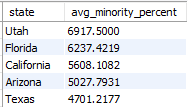 state avg_minority_percent
Utah 6917.5000
Florida 6237.4219
California 5608.1082
Arizona 5027.7931
Texas 4701.2177